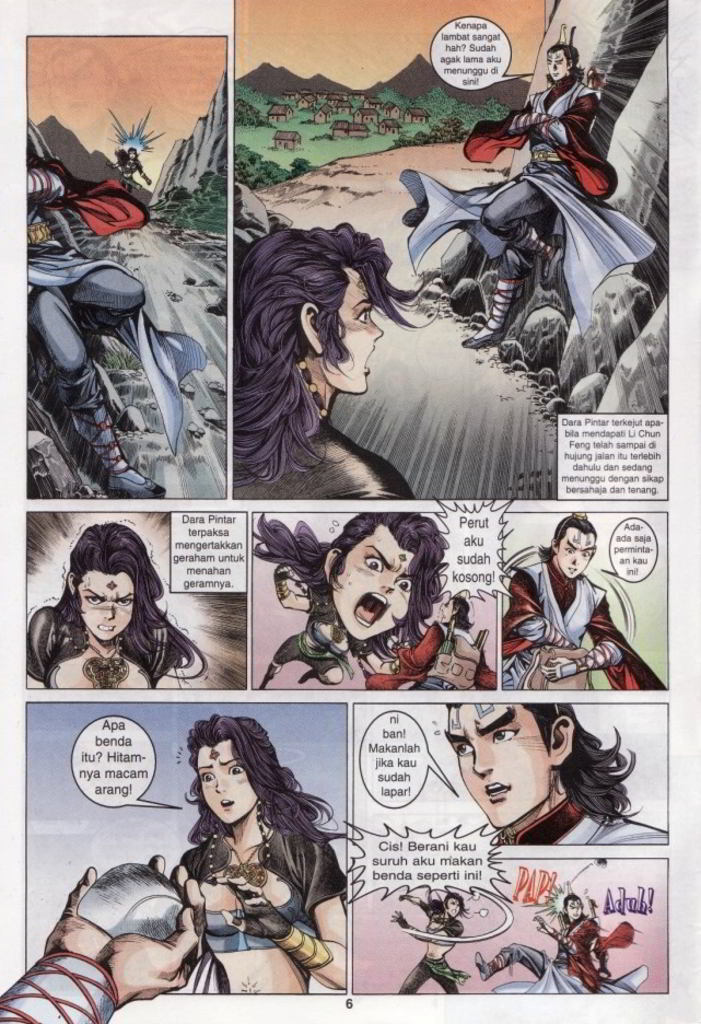 Kenapa
lambat sangat
hah? Sudah
agak lama aku
menunggu di
sini!
Dara Pintar terkejut apa-
bila mendapati Li Chun
Feng telah sampai di
hujung jalan itu terlebih
dahulu dan sedang
menunggu dengan sikap
bersahaja dan tenang.
Dara Pintar
terpaksa
mengertakkan
geraham untuk
menahan
geramnya.
Perut
aku
sudah
kosong!
Ada-
ada saja
perminta-
an kau
ini!
Apa
benda
itu? Hitam-
nya macam
arang!
ni
ban!
Makanlah
jika kau
sudah
lapar!
Cis! Berani kau
suruh aku makan
benda seperti ini!
PAP!
Aduh!
6